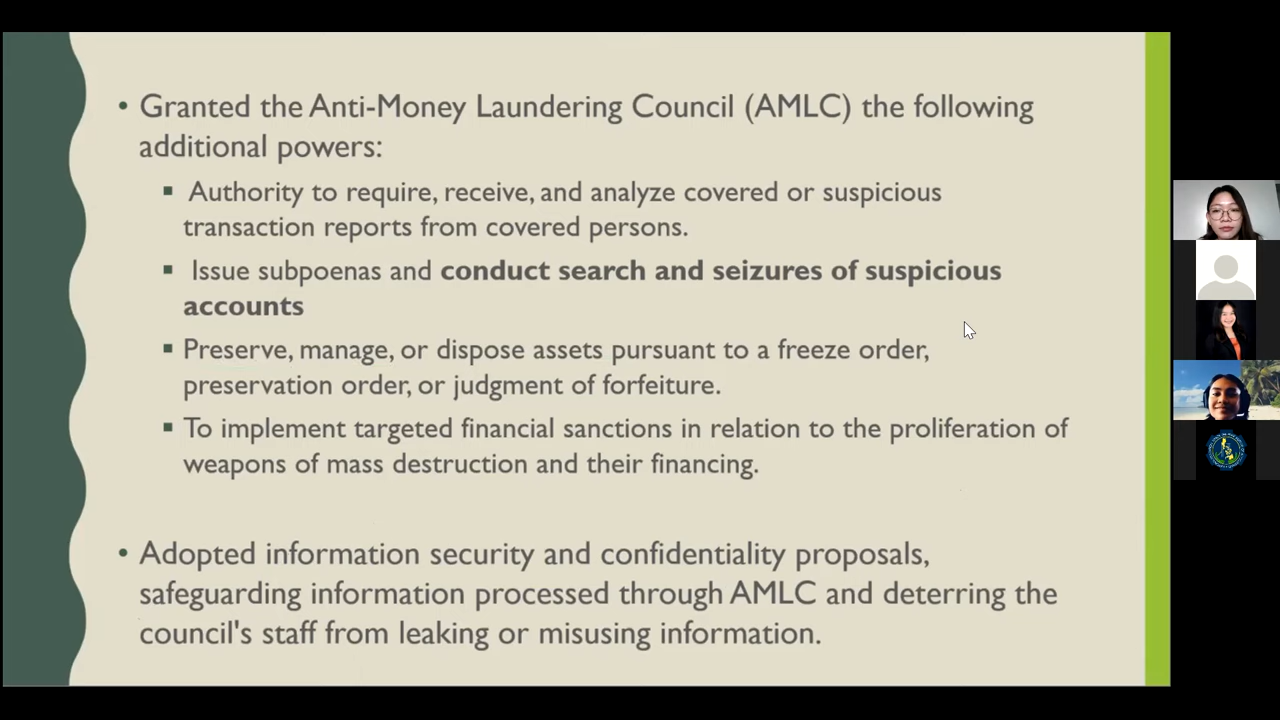 • Granted the Anti-Money Laundering Council (AMLC) the following
additional powers:
▪ Authority to require, receive, and analyze covered or suspicious
transaction reports from covered persons.
▪ Issue subpoenas and conduct search and seizures of suspicious
accounts
▪ Preserve, manage, or dispose assets pursuant to a freeze order,
preservation order, or judgment of forfeiture.
▪ To implement targeted financial sanctions in relation to the proliferation of
weapons of mass destruction and their financing.
• Adopted information security and confidentiality proposals,
safeguarding information processed through AMLC and deterring the
council's staff from leaking or misusing information.